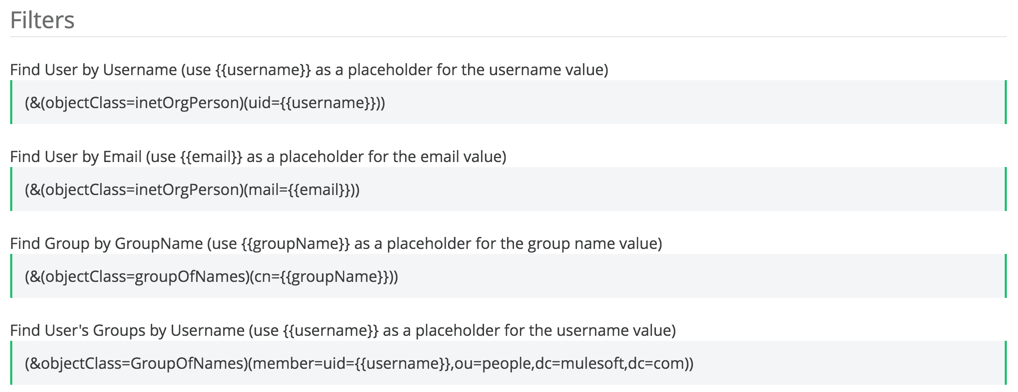 Filters
Find User by Username (use {{username}} as a placeholder for the username value)
(&(objectClass=inetOrgPerson)(uid={{username}}))
Find User by Email (use {{email}} as a placeholder for the email value)
(&(objectClass=inetOrgPerson)(mail={{email}}))
Find Group by GroupName (use {{groupName}} as a placeholder for the group name value)
(&(objectClass=groupOfNames)(cn={{groupName}}))
Find User's Groups by Username (use {{username}} as a placeholder for the username value)
(&objectClass=GroupOfNames)(member=uid={{username}},ou=people,dc=mulesoft,dc=com))